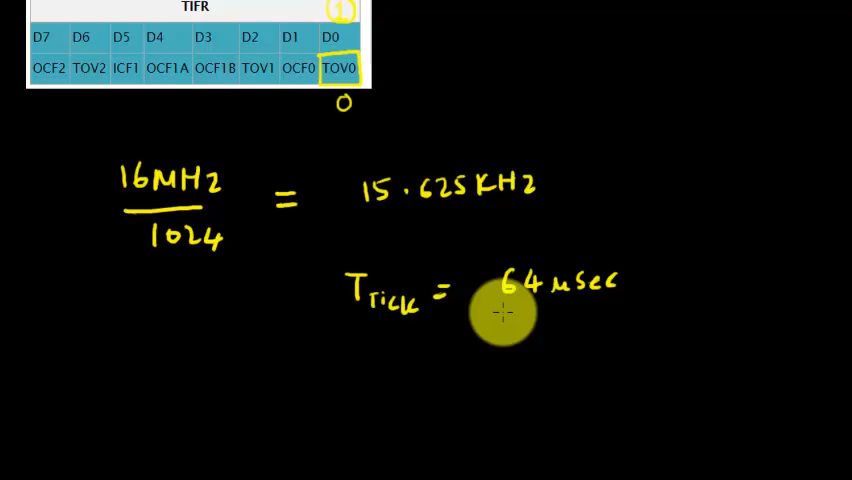 TIFR 1
D7 D6 D5 D4 D3 D2 D1 D0
OCF2 TOV2 ICF1 OCF1A OCF1B TOV1 OCF0 TOV0
0
16MHz = 15.625KHz
1024
TTick = 64 μsec